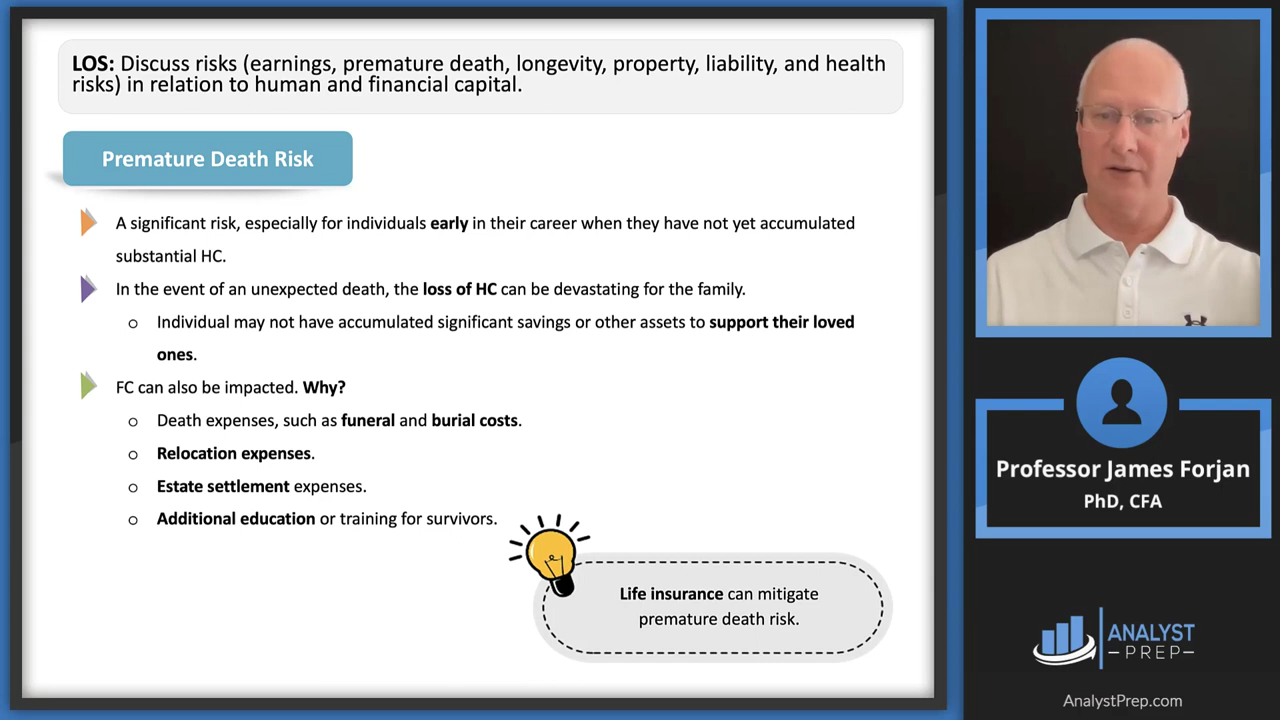 LOS: Discuss risks (earnings, premature death, longevity, property, liability, and health
risks) in relation to human and financial capital.
Premature Death Risk
A significant risk, especially for individuals early in their career when they have not yet accumulated
substantial HC.
In the event of an unexpected death, the loss of HC can be devastating for the family.
o Individual may not have accumulated significant savings or other assets to support their loved
ones.
FC can also be impacted. Why?
o Death expenses, such as funeral and burial costs.
o Relocation expenses.
o Estate settlement expenses.
o Additional education or training for survivors.
Life insurance can mitigate
premature death risk.
Professor James Forjan
PhD, CFA
ANALYST
—PREP—
AnalystPrep.com